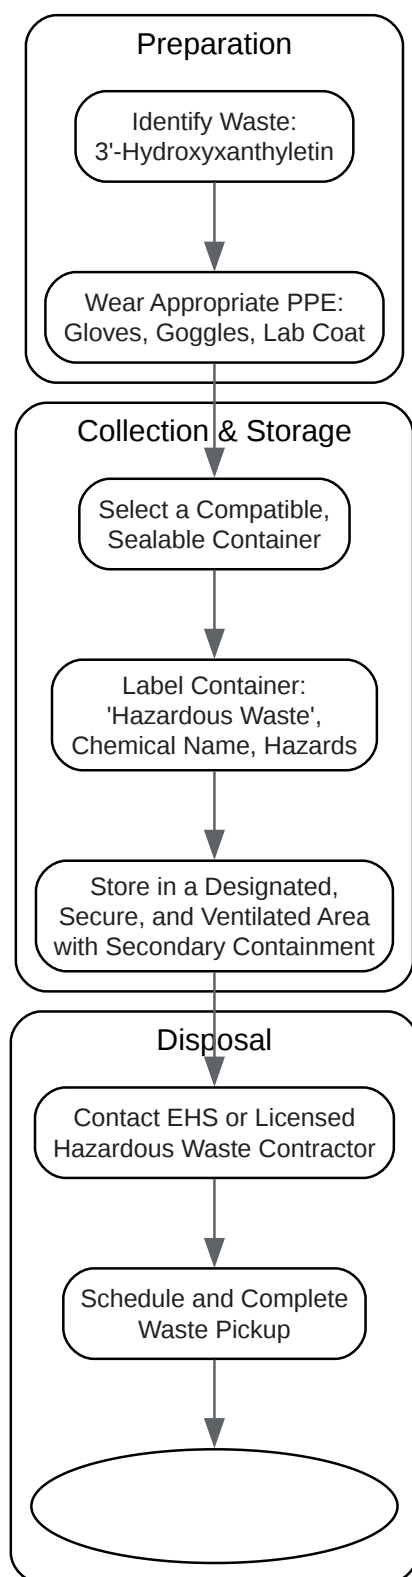 Preparation
Identify Waste:
3'-Hydroxyxanthyletin
Wear Appropriate PPE:
Gloves, Goggles, Lab Coat
Collection & Storage
Select a Compatible,
Sealable Container
Label Container:
'Hazardous Waste',
Chemical Name, Hazards
Store in a Designated,
Secure, and Ventilated Area
with Secondary Containment
Disposal
Contact EHS or Licensed
Hazardous Waste Contractor
Schedule and Complete
Waste Pickup